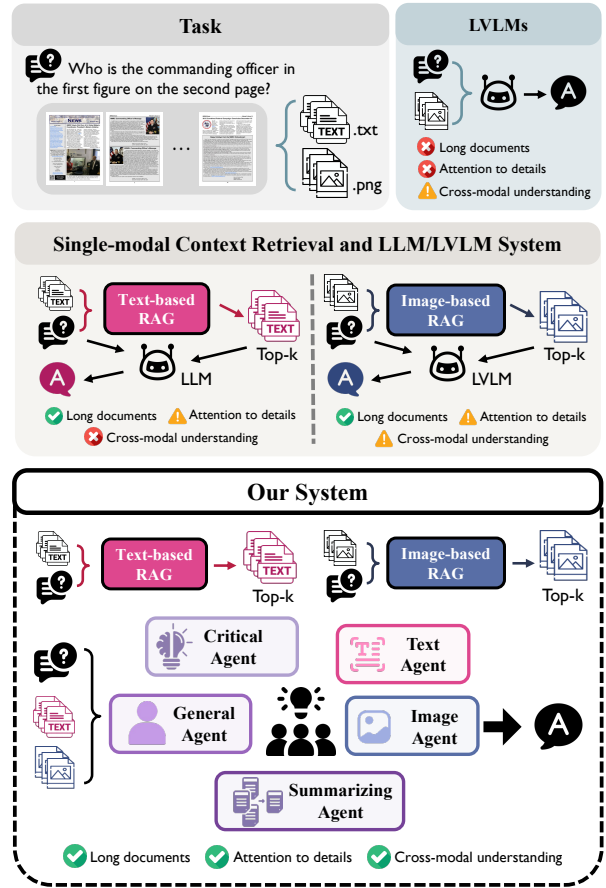 Task
Who is the commanding officer in
the first figure on the second page?
NEWS
...
TEXT
.txt
.png
LVLMs
A
Long documents
Attention to details
Cross-modal understanding
Single-modal Context Retrieval and LLM/LVLM System
TEXT
Text-based
RAG
TEXT
Top-k
LLM
A
Long documents
Attention to details
Cross-modal understanding
Image-based
RAG
Top-k
LVLM
A
Long documents
Attention to details
Cross-modal understanding
Our System
TEXT
Text-based
RAG
TEXT
Top-k
Image-based
RAG
Top-k
Critical
Agent
Text
Agent
TEXT
General
Agent
Image
Agent
A
Summarizing
Agent
Long documents
Attention to details
Cross-modal understanding